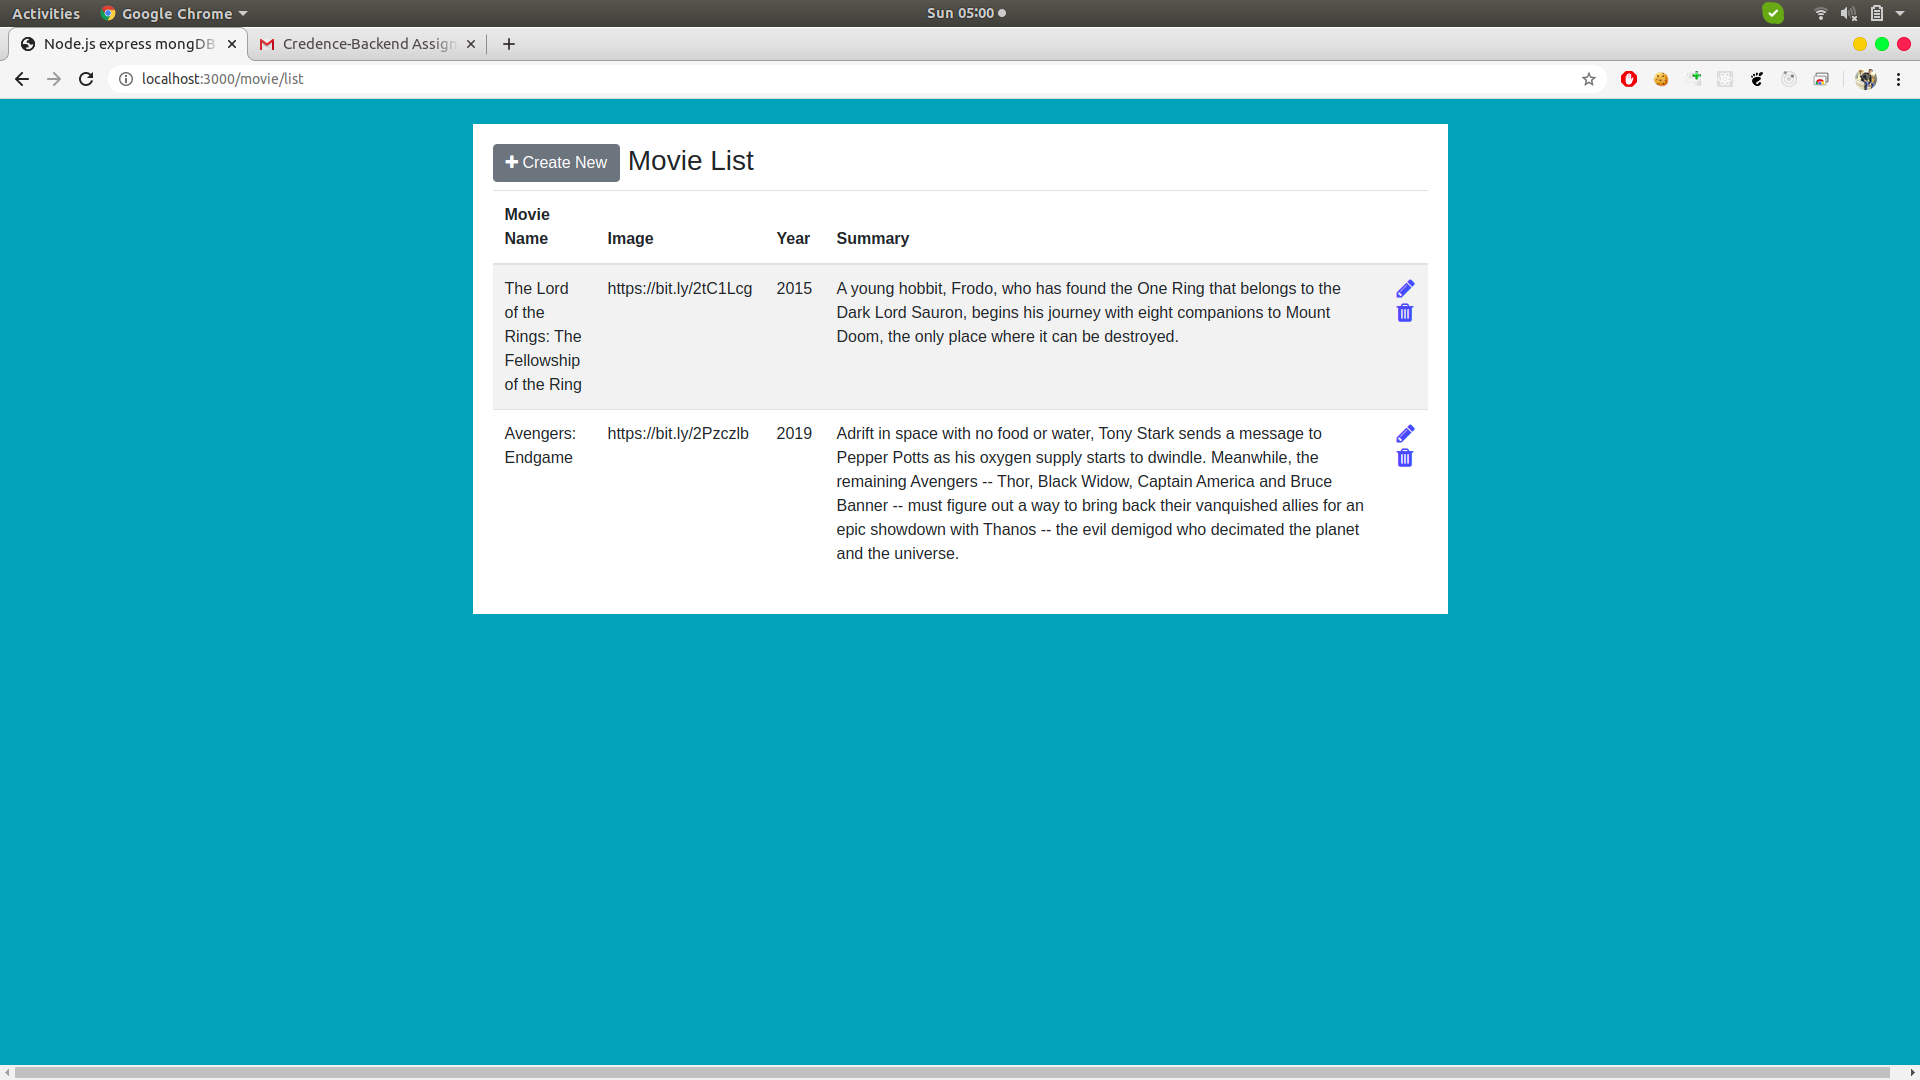 Activities
Google Chrome
Sun 05:00
Node.js express mongDB
Credence-Backend Assign
localhost:3000/movie/list
Create New
Movie List
Movie
Name
Image
Year
Summary
The Lord
of the
Rings: The
Fellowship
of the Ring
https://bit.ly/2tC1Lcg
2015
A young hobbit, Frodo, who has found the One Ring that belongs to the
Dark Lord Sauron, begins his journey with eight companions to Mount
Doom, the only place where it can be destroyed.
Avengers:
Endgame
https://bit.ly/2Pzczlb
2019
Adrift in space with no food or water, Tony Stark sends a message to
Pepper Potts as his oxygen supply starts to dwindle. Meanwhile, the
remaining Avengers -- Thor, Black Widow, Captain America and Bruce
Banner -- must figure out a way to bring back their vanquished allies for an
epic showdown with Thanos -- the evil demigod who decimated the planet
and the universe.